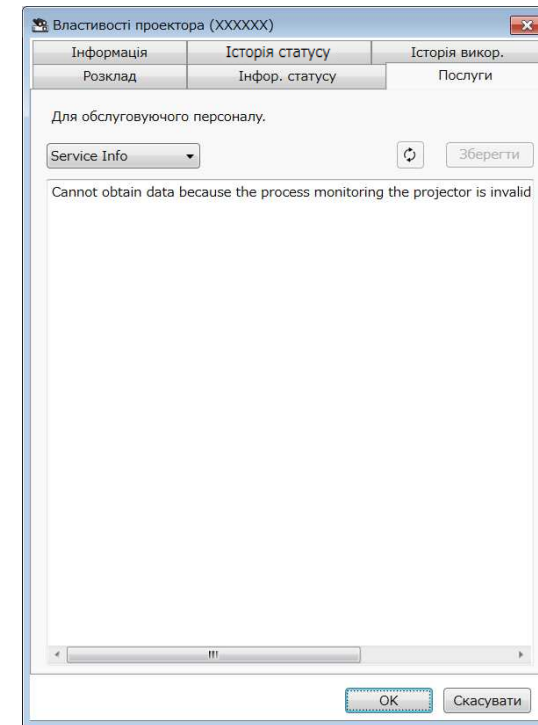 Властивості проектора (XXXXXX)
Інформація Історія статусу Історія викор.
Розклад Інфор. статусу Послуги
Для обслуговуючого персоналу.
Service Info Зберегти
Cannot obtain data because the process monitoring the projector is invalid
OK Скасувати